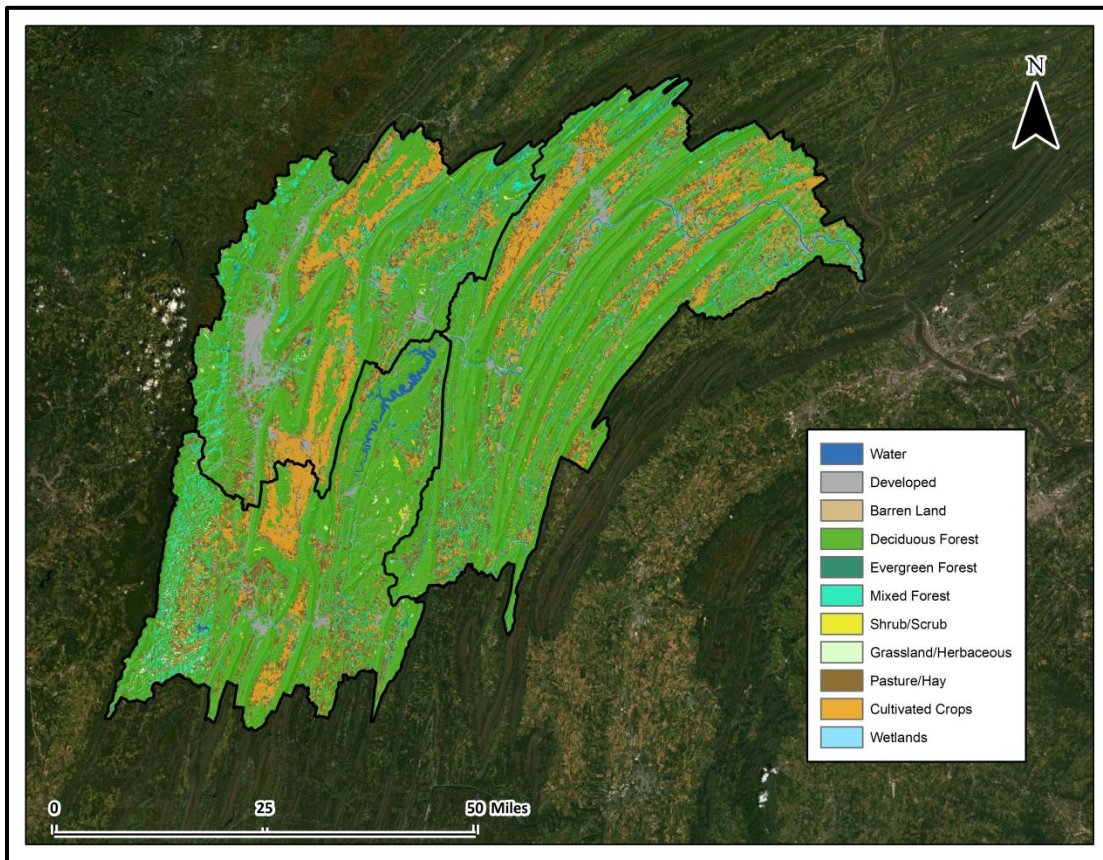 N
Water
Developed
Barren Land
Deciduous Forest
Evergreen Forest
Mixed Forest
Shrub/Scrub
Grassland/Herbaceous
Pasture/Hay
Cultivated Crops
Wetlands
0 25 50 Miles